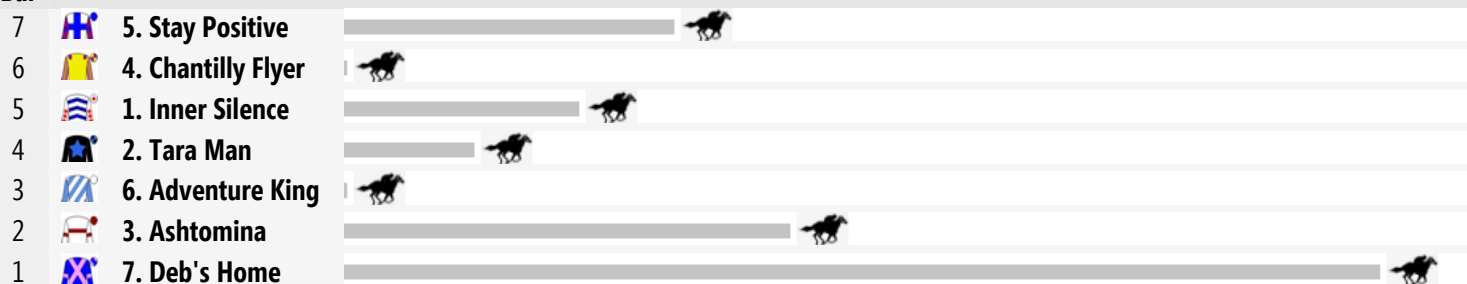 7 5. Stay Positive
6 4. Chantilly Flyer
5 1. Inner Silence
4 2. Tara Man
3 6. Adventure King
2 3. Ashtomina
1 7. Deb's Home